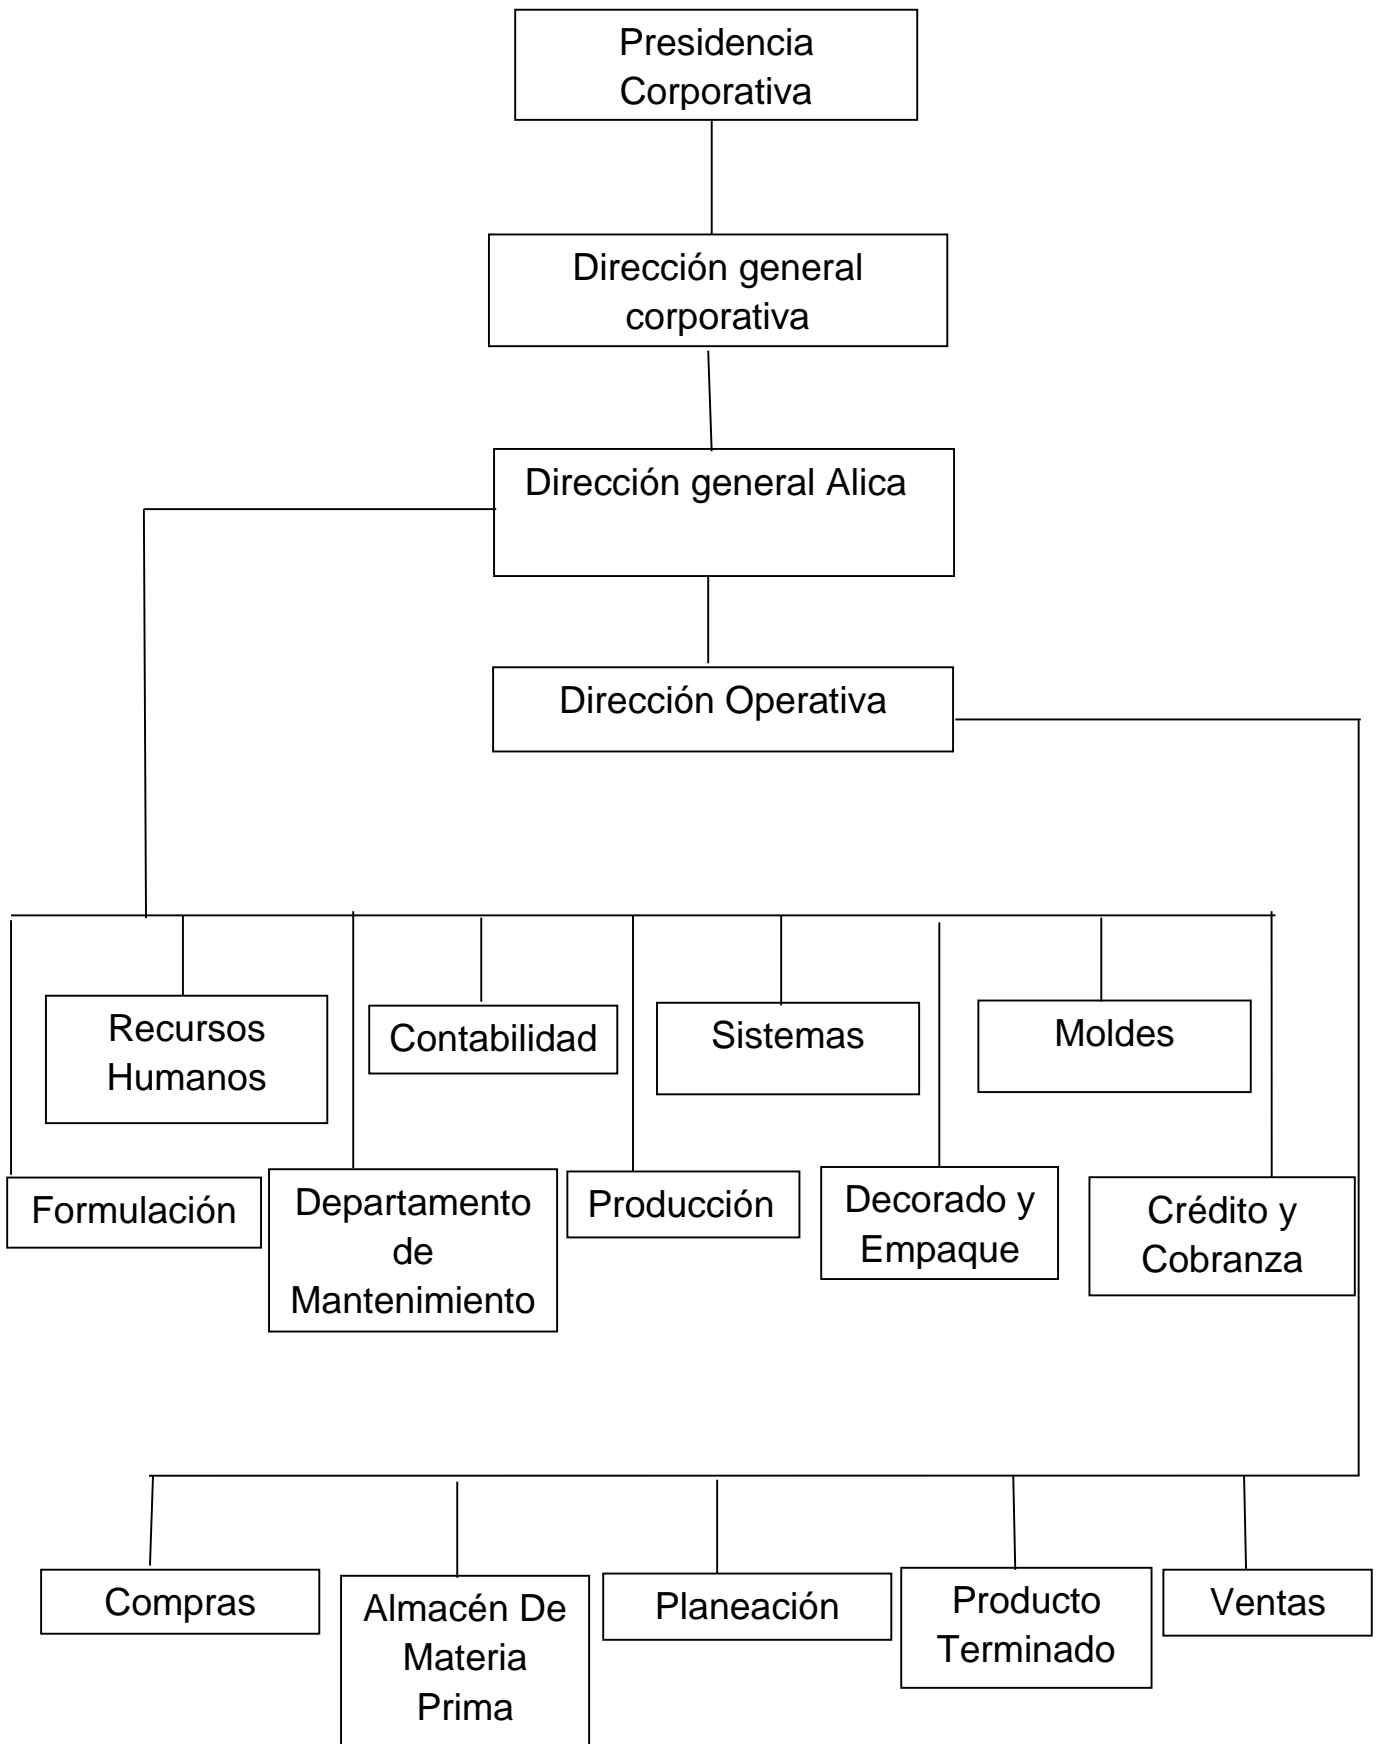 Presidencia
Corporativa
Dirección general
corporativa
Dirección general Alica
Dirección Operativa
Recursos
Humanos
Contabilidad
Sistemas
Moldes
Formulación
Departamento
de
Mantenimiento
Producción
Decorado y
Empaque
Crédito y
Cobranza
Compras
Almacén De
Materia
Prima
Planeación
Producto
Terminado
Ventas